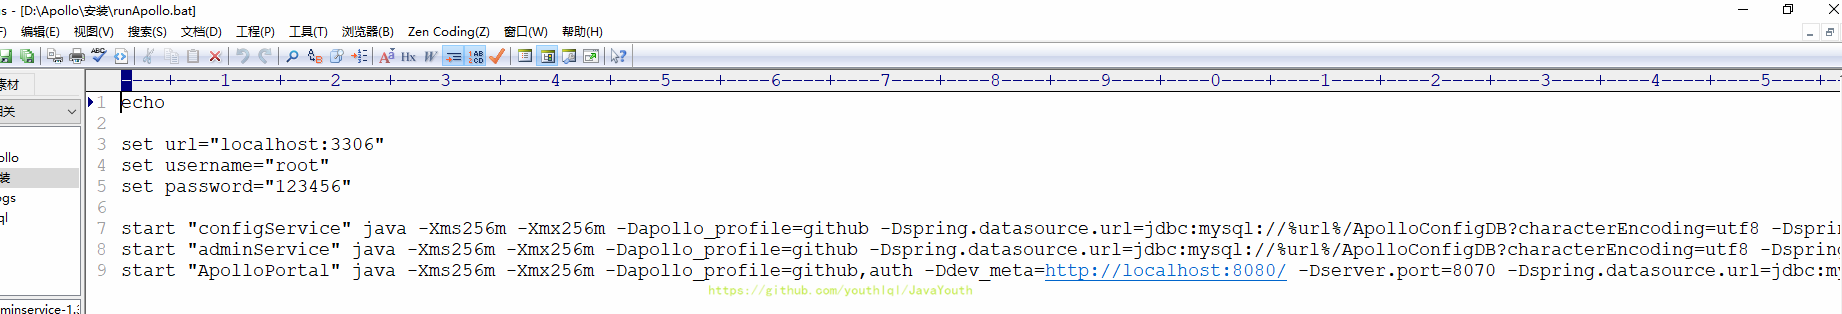 gs - [D:\Apollo\安装\runApollo.bat]
F) 编辑(E) 视图(V) 搜索(S) 文档(D) 工程(P) 工具(T) 浏览器(B) Zen Coding(Z) 窗口(W) 帮助(H)
素材
相关
ollo
装
ogs
ql
minservice-1.3
----+----1----+----2----+----3----+----4----+----5----+----6----+----7----+----8----+----9----+----0----+----1----+----2----+----3----+----4----+----5----+-
1 echo
2
3 set url="localhost:3306"
4 set username="root"
5 set password="123456"
6
7 start "configService" java -Xms256m -Xmx256m -Dapollo_profile=github -Dspring.datasource.url=jdbc:mysql://%url%/ApolloConfigDB?characterEncoding=utf8 -Dspri
8 start "adminService" java -Xms256m -Xmx256m -Dapollo_profile=github -Dspring.datasource.url=jdbc:mysql://%url%/ApolloConfigDB?characterEncoding=utf8 -Dspring
9 start "ApolloPortal" java -Xms256m -Xmx256m -Dapollo_profile=github,auth -Ddev_meta=http://localhost:8080/ -Dserver.port=8070 -Dspring.datasource.url=jdbc:my
https://github.com/youthlql/JavaYouth